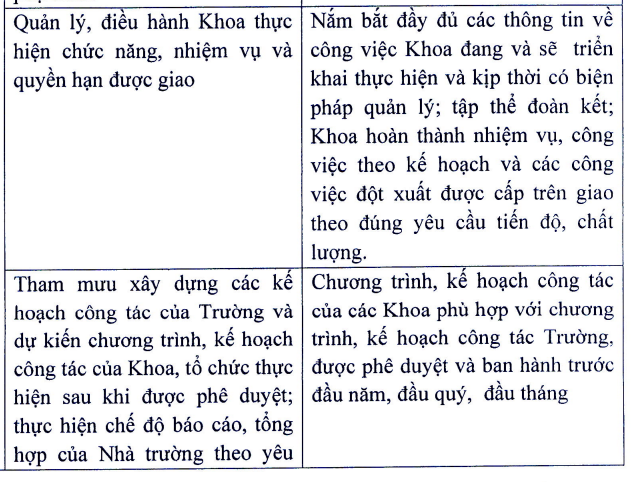 Quản lý, điều hành Khoa thực
hiện chức năng, nhiệm vụ và
quyền hạn được giao
Nắm bắt đầy đủ các thông tin về
công việc Khoa đang và sẽ triển
khai thực hiện và kịp thời có biện
pháp quản lý; tập thể đoàn kết;
Khoa hoàn thành nhiệm vụ, công
việc theo kế hoạch và các công
việc đột xuất được cấp trên giao
theo đúng yêu cầu tiến độ, chất
lượng.
Tham mưu xây dựng các kế
hoạch công tác của Trường và
dự kiến chương trình, kế hoạch
công tác của Khoa, tổ chức thực
hiện sau khi được phê duyệt;
thực hiện chế độ báo cáo, tổng
hợp của Nhà trường theo yêu
Chương trình, kế hoạch công tác
của các Khoa phù hợp với chương
trình, kế hoạch công tác Trường,
được phê duyệt và ban hành trước
đầu năm, đầu quý, đầu tháng